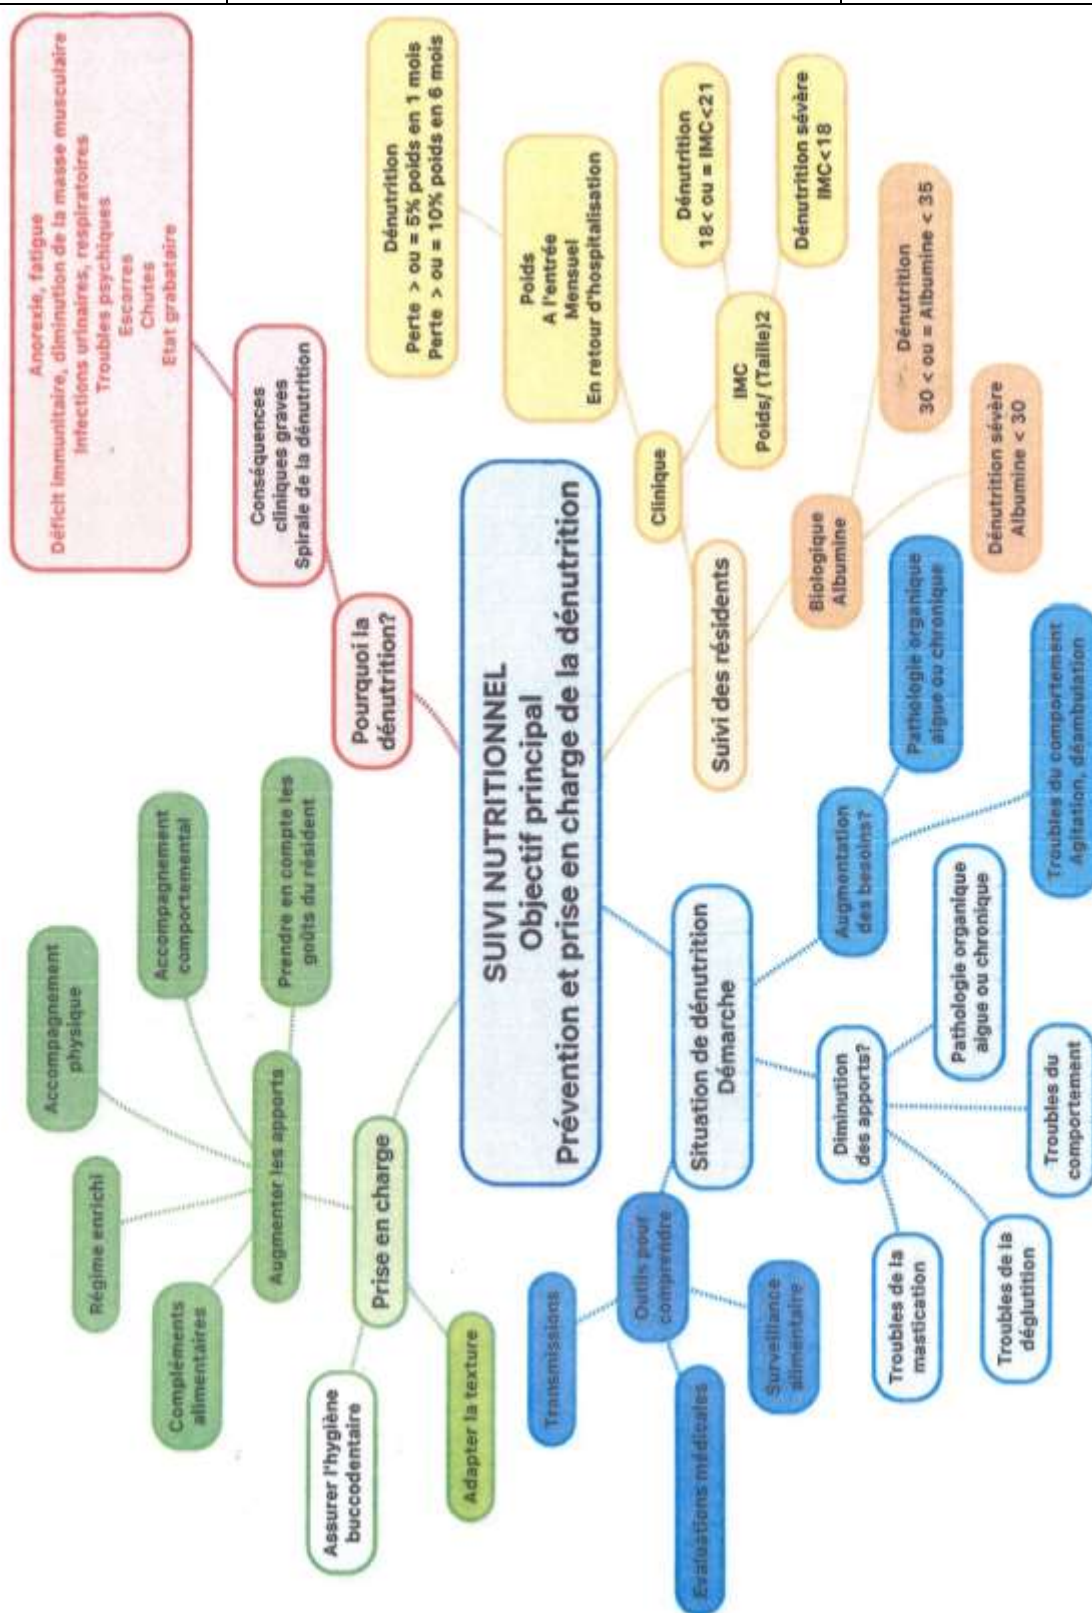 SUIVI NUTRITIONNEL
Objectif principal
Prévention et prise en charge de la dénutrition
Pourquoi la
dénutrition?
Conséquences
cliniques graves
Spirale de la dénutrition
Anorexie, fatigue
Déficit immunitaire, diminution de la masse musculaire
Infections urinaires, respiratoires
Troubles psychiques
Escarres
Chutes
Etat grabataire
Suivi des résidents
Clinique
Poids
A l'entrée
Mensuel
En retour d'hospitalisation
Dénutrition
Perte > ou = 5% poids en 1 mois
Perte > ou = 10% poids en 6 mois
IMC
Poids/ (Taille)2
Dénutrition
18< ou = IMC<21
Dénutrition sévère
IMC<18
Biologique
Albumine
Dénutrition
30 < ou = Albumine < 35
Dénutrition sévère
Albumine < 30
Situation de dénutrition
Démarche
Augmentation
des besoins?
Pathologie organique
aigue ou chronique
Troubles du comportement
Agitation, déambulation
Diminution
des apports?
Pathologie organique
aigue ou chronique
Troubles du
comportement
Troubles de la
déglutition
Troubles de la
mastication
Outils pour
comprendre
Surveillance
alimentaire
Evaluations médicales
Transmissions
Prise en charge
Adapter la texture
Assurer l'hygiène
buccodentaire
Augmenter les apports
Compléments
alimentaires
Régime enrichi
Accompagnement
physique
Accompagnement
comportemental
Prendre en compte les
goûts du résident